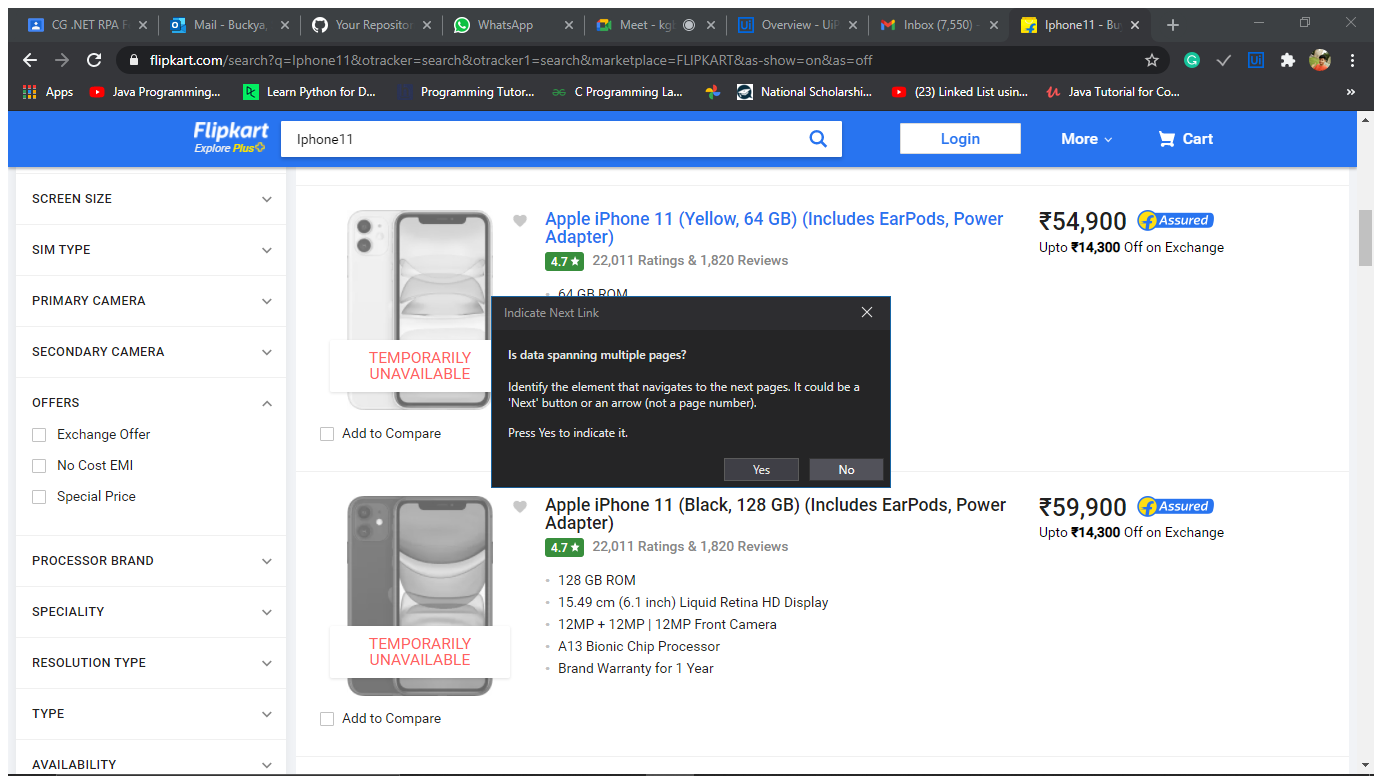 CG .NET RPA F
Mail - Buckya,
Your Repositor
WhatsApp
Meet - kg
Overview - UiP
Inbox (7,550) -
Iphone11 - Bu
flipkart.com/search?q=Iphone11&otracker=search&otracker1=search&marketplace=FLIPKART&as-show=on&as=off
Apps
Java Programming...
Learn Python for D...
Programming Tutor...
C Programming La...
National Scholarshi...
(23) Linked List usin...
Java Tutorial for Co...
»
Flipkart
Explore Plus
Iphone11
Login
More
Cart
SCREEN SIZE
SIM TYPE
PRIMARY CAMERA
SECONDARY CAMERA
OFFERS
Exchange Offer
No Cost EMI
Special Price
PROCESSOR BRAND
SPECIALITY
RESOLUTION TYPE
TYPE
AVAILABILITY
TEMPORARILY
UNAVAILABLE
Add to Compare
Apple iPhone 11 (Yellow, 64 GB) (Includes EarPods, Power
Adapter)
4.7★ 22,011 Ratings & 1,820 Reviews
64 GB ROM
₹54,900 Assured
Upto ₹14,300 Off on Exchange
Indicate Next Link
Is data spanning multiple pages?
Identify the element that navigates to the next pages. It could be a
'Next' button or an arrow (not a page number).
Press Yes to indicate it.
Yes No
TEMPORARILY
UNAVAILABLE
Add to Compare
Apple iPhone 11 (Black, 128 GB) (Includes EarPods, Power
Adapter)
4.7★ 22,011 Ratings & 1,820 Reviews
128 GB ROM
15.49 cm (6.1 inch) Liquid Retina HD Display
12MP + 12MP | 12MP Front Camera
A13 Bionic Chip Processor
Brand Warranty for 1 Year
₹59,900 Assured
Upto ₹14,300 Off on Exchange